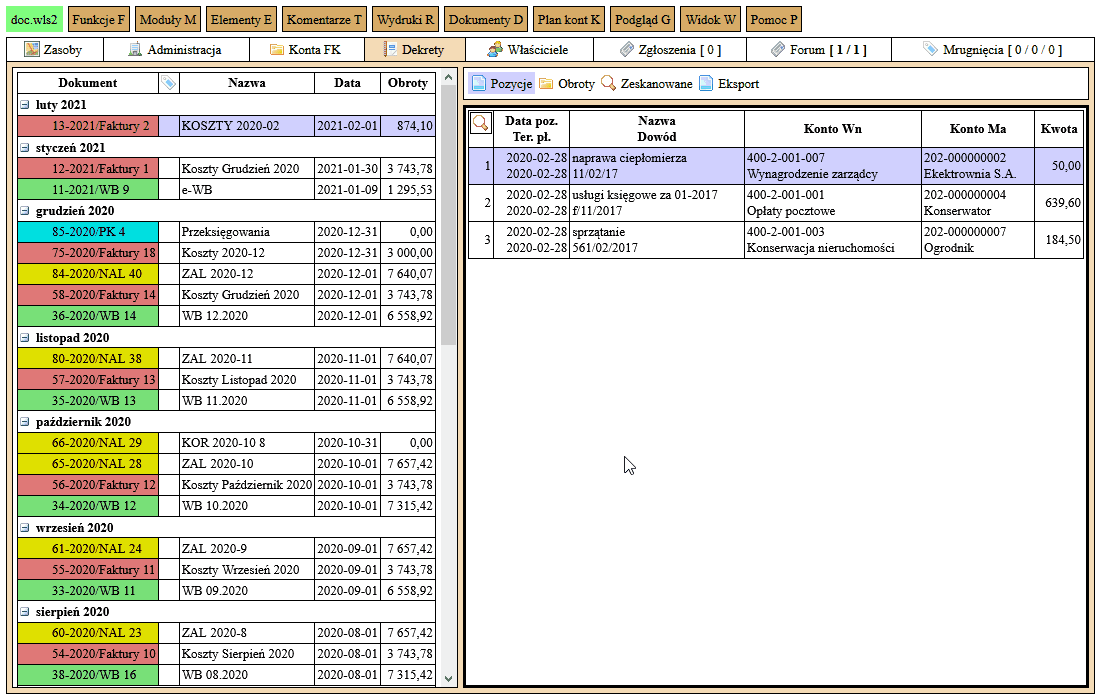 doc.wls2 Funkcje F Moduły M Elementy E Komentarze T Wydruki R Dokumenty D Plan kont K Podgląd G Widok W Pomoc P
Zasoby Administracja Konta FK Dekrety Właściciele Zgłoszenia [ 0 ] Forum [ 1 / 1 ] Mrugnięcia [ 0 / 0 / 0 ]
Dokument Nazwa Data Obroty
luty 2021
13-2021/Faktury 2 KOSZTY 2020-02 2021-02-01 874,10
styczeń 2021
12-2021/Faktury 1 Koszty Grudzień 2020 2021-01-30 3 743,78
11-2021/WB 9 e-WB 2021-01-09 1 295,53
grudzień 2020
85-2020/PK 4 Przeksięgowania 2020-12-31 0,00
75-2020/Faktury 18 Koszty 2020-12 2020-12-31 3 000,00
84-2020/NAL 40 ZAL 2020-12 2020-12-01 7 640,07
58-2020/Faktury 14 Koszty Grudzień 2020 2020-12-01 3 743,78
36-2020/WB 14 WB 12.2020 2020-12-01 6 558,92
listopad 2020
80-2020/NAL 38 ZAL 2020-11 2020-11-01 7 640,07
57-2020/Faktury 13 Koszty Listopad 2020 2020-11-01 3 743,78
35-2020/WB 13 WB 11.2020 2020-11-01 6 558,92
październik 2020
66-2020/NAL 29 KOR 2020-10 8 2020-10-31 0,00
65-2020/NAL 28 ZAL 2020-10 2020-10-01 7 657,42
56-2020/Faktury 12 Koszty Październik 2020 2020-10-01 3 743,78
34-2020/WB 12 WB 10.2020 2020-10-01 7 315,42
wrzesień 2020
61-2020/NAL 24 ZAL 2020-9 2020-09-01 7 657,42
55-2020/Faktury 11 Koszty Wrzesień 2020 2020-09-01 3 743,78
33-2020/WB 11 WB 09.2020 2020-09-01 6 558,92
sierpień 2020
60-2020/NAL 23 ZAL 2020-8 2020-08-01 7 657,42
54-2020/Faktury 10 Koszty Sierpień 2020 2020-08-01 3 743,78
38-2020/WB 16 WB 08.2020 2020-08-01 7 315,42
Pozycje Obroty Zeskanowane Eksport
Data poz. Nazwa Konto Wn Konto Ma Kwota
Ter. pł. Dowód
1 2020-02-28 naprawa ciepłomierza 400-2-001-007 202-000000002 50,00
2020-02-28 11/02/17 Wynagrodzenie zarządcy Ekektrownia S.A.
2 2020-02-28 usługi księgowe za 01-2017 400-2-001-001 202-000000004 639,60
2020-02-28 f/11/2017 Opłaty pocztowe Konserwator
3 2020-02-28 sprzątanie 400-2-001-003 202-000000007 184,50
2020-02-28 561/02/2017 Konserwacja nieruchomości Ogrodnik